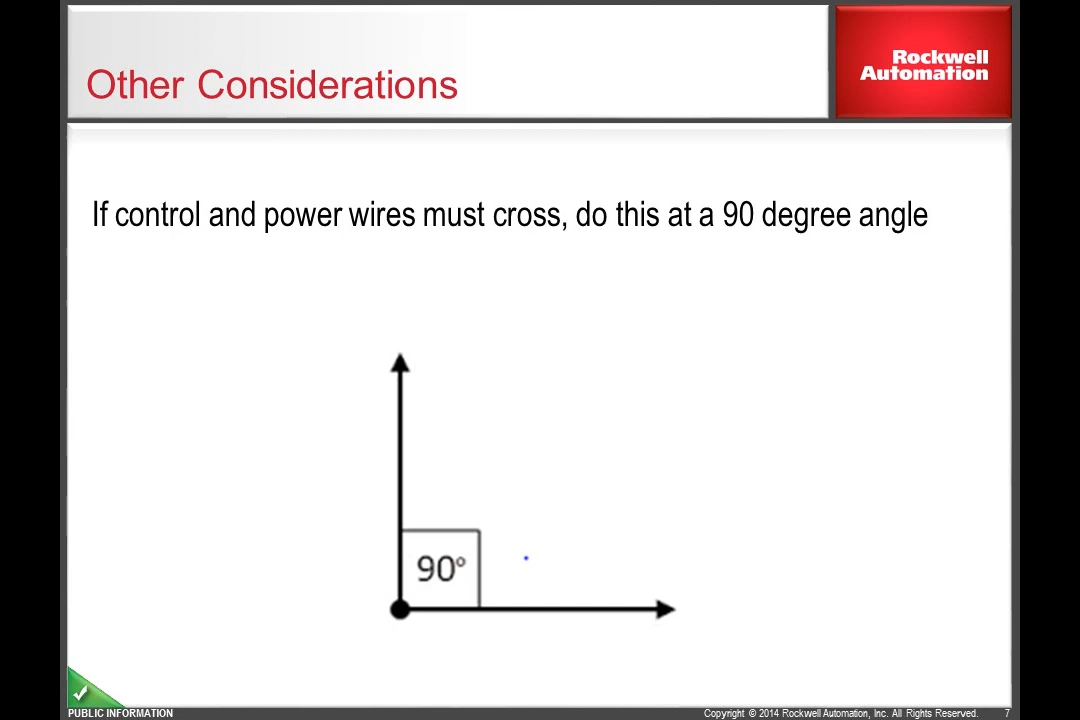 Other Considerations
Rockwell
Automation
If control and power wires must cross, do this at a 90 degree angle
90°
PUBLIC INFORMATION
Copyright © 2014 Rockwell Automation, Inc. All Rights Reserved.
7